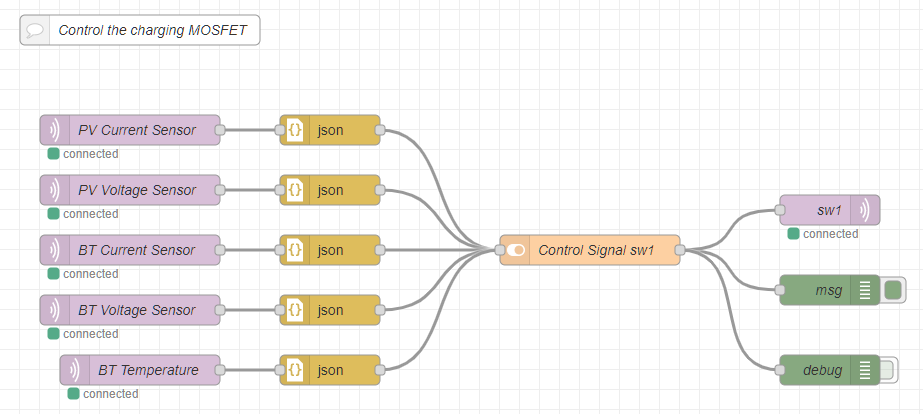 Control the charging MOSFET
PV Current Sensor
{}
json
connected
PV Voltage Sensor
{}
json
connected
sw1
connected
BT Current Sensor
{}
json
Control Signal sw1
connected
msg
BT Voltage Sensor
{}
json
connected
BT Temperature
{}
json
debug
connected